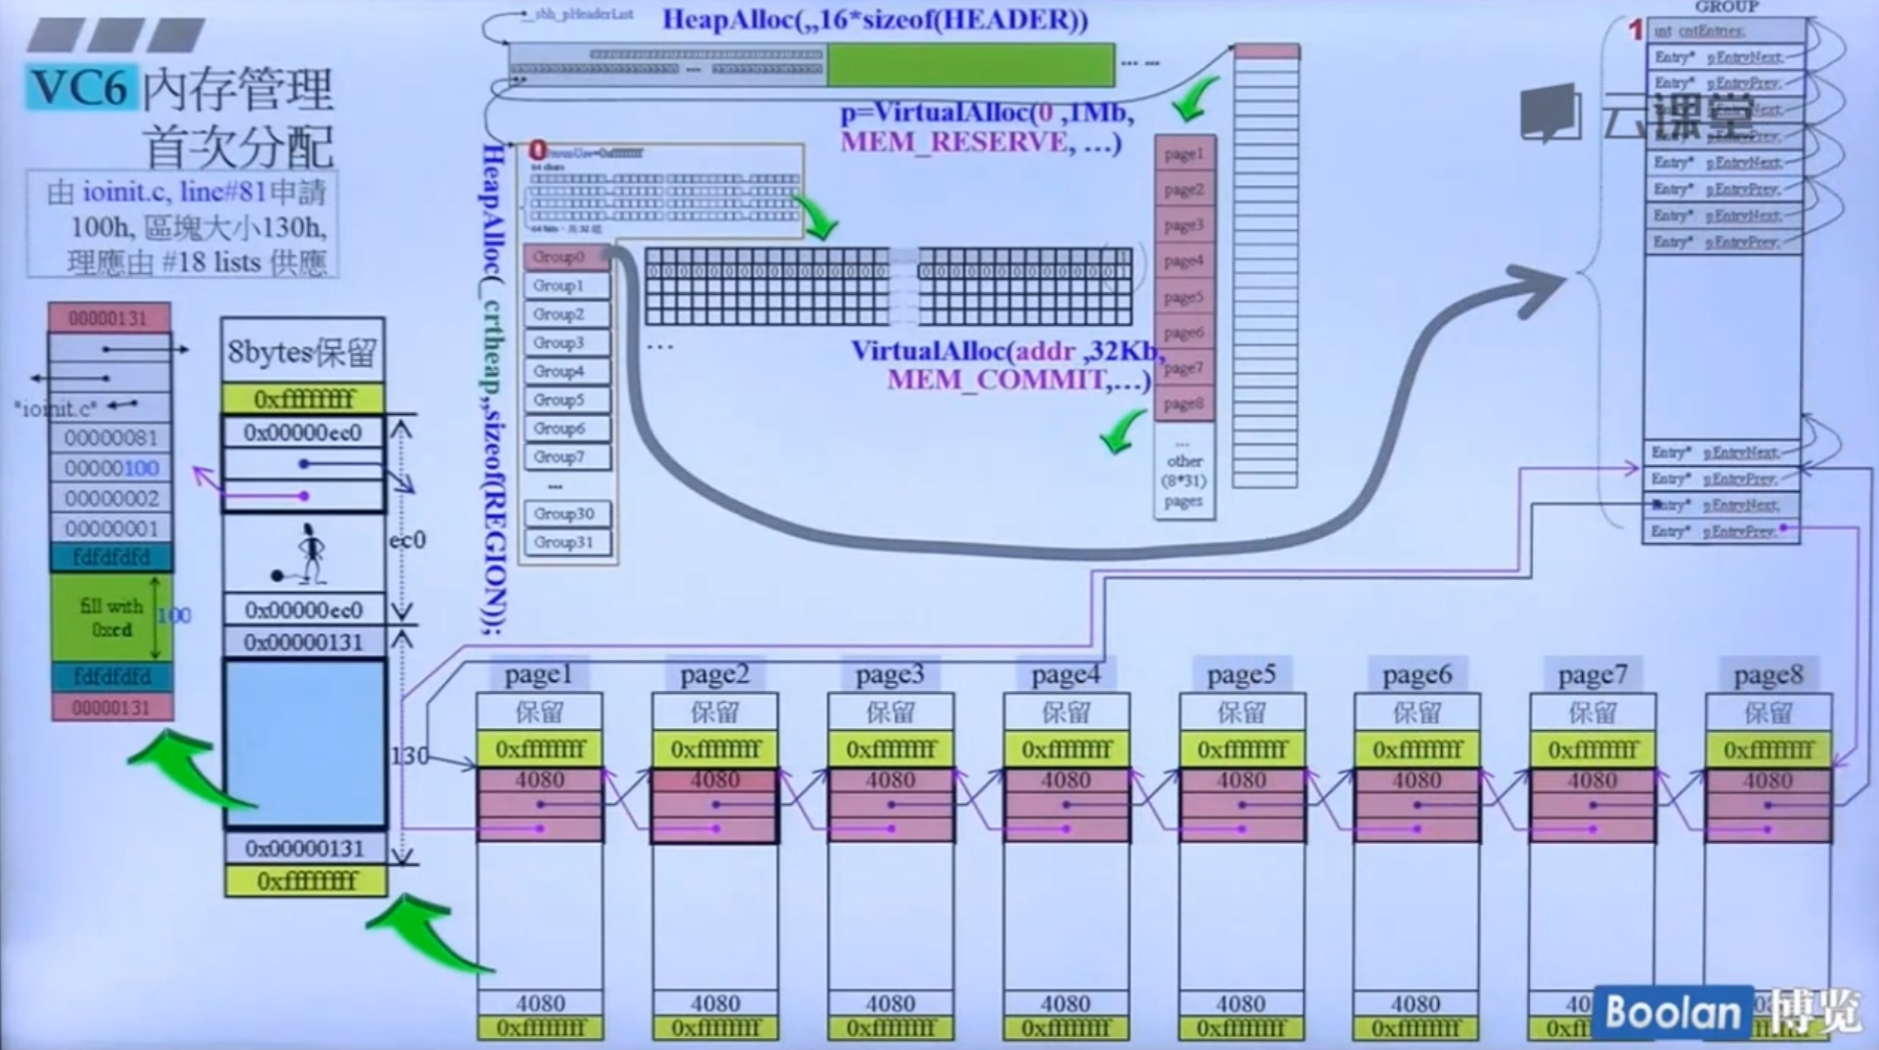 VC6 內存管理
首次分配
由 ioinit.c, line#81申請
100h, 區塊大小130h,
理應由 #18 lists 供應
_sbh_pHeaderList
HeapAlloc(,,16*sizeof(HEADER))
... ...
p=VirtualAlloc(0 ,1Mb,
MEM_RESERVE, ...)
HeapAlloc(_crtheap,,sizeof(REGION));
0
64 chars
Group0
Group1
Group2
Group3
Group4
Group5
Group6
Group7
...
Group30
Group31
...
VirtualAlloc(addr ,32Kb,
MEM_COMMIT,...)
page1
page2
page3
page4
page5
page6
page7
page8
...
other
(8*31)
pages
GROUP
1
int cntEntries.
Entry* pEntryNext.
Entry* pEntryPrev.
Entry* pEntryNext.
Entry* pEntryPrev.
Entry* pEntryNext.
Entry* pEntryPrev.
Entry* pEntryNext.
Entry* pEntryPrev.
Entry* pEntryNext.
Entry* pEntryPrev.
Entry* pEntryNext.
Entry* pEntryPrev.
云课堂
00000131
"ioinit.c"
00000081
00000100
00000002
00000001
fdfdfdfd
fill with
0xcd
100
fdfdfdfd
00000131
8bytes保留
0xffffffff
0x00000ec0
ec0
0x00000ec0
0x00000131
130
0x00000131
0xffffffff
page1 page2 page3 page4 page5 page6 page7 page8
保留 保留 保留 保留 保留 保留 保留 保留
0xffffffff 0xffffffff 0xffffffff 0xffffffff 0xffffffff 0xffffffff 0xffffffff 0xffffffff
4080 4080 4080 4080 4080 4080 4080 4080
4080 4080 4080 4080 4080 4080
0xffffffff 0xffffffff 0xffffffff 0xffffffff 0xffffffff 0xffffffff
Boolan 博览